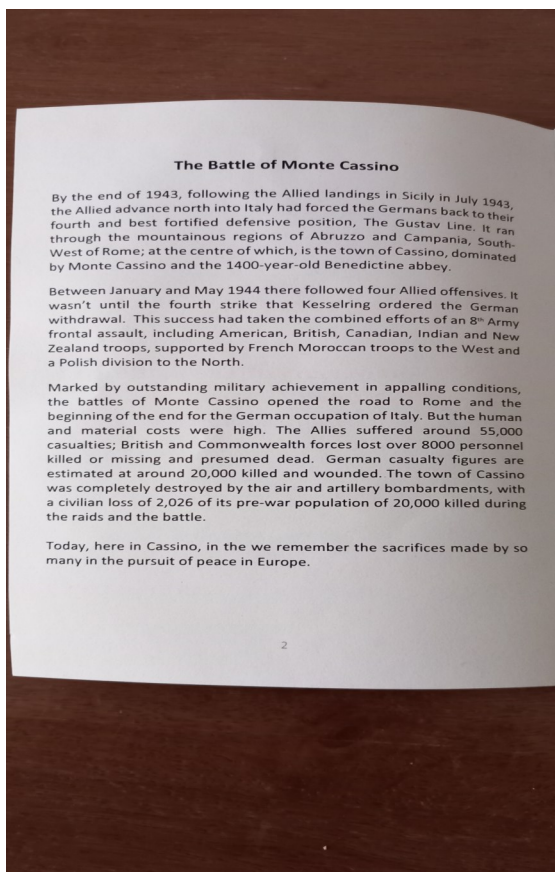 The Battle of Monte Cassino
By the end of 1943, following the Allied landings in Sicily in July 1943,
the Allied advance north into Italy had forced the Germans back to their
fourth and best fortified defensive position, The Gustav Line. It ran
through the mountainous regions of Abruzzo and Campania, South-
West of Rome; at the centre of which, is the town of Cassino, dominated
by Monte Cassino and the 1400-year-old Benedictine abbey.
Between January and May 1944 there followed four Allied offensives. It
wasn't until the fourth strike that Kesselring ordered the German
withdrawal. This success had taken the combined efforts of an 8th Army
frontal assault, including American, British, Canadian, Indian and New
Zealand troops, supported by French Moroccan troops to the West and
a Polish division to the North.
Marked by outstanding military achievement in appalling conditions,
the battles of Monte Cassino opened the road to Rome and the
beginning of the end for the German occupation of Italy. But the human
and material costs were high. The Allies suffered around 55,000
casualties; British and Commonwealth forces lost over 8000 personnel
killed or missing and presumed dead. German casualty figures are
estimated at around 20,000 killed and wounded. The town of Cassino
was completely destroyed by the air and artillery bombardments, with
a civilian loss of 2,026 of its pre-war population of 20,000 killed during
the raids and the battle.
Today, here in Cassino, in the we remember the sacrifices made by so
many in the pursuit of peace in Europe.
2